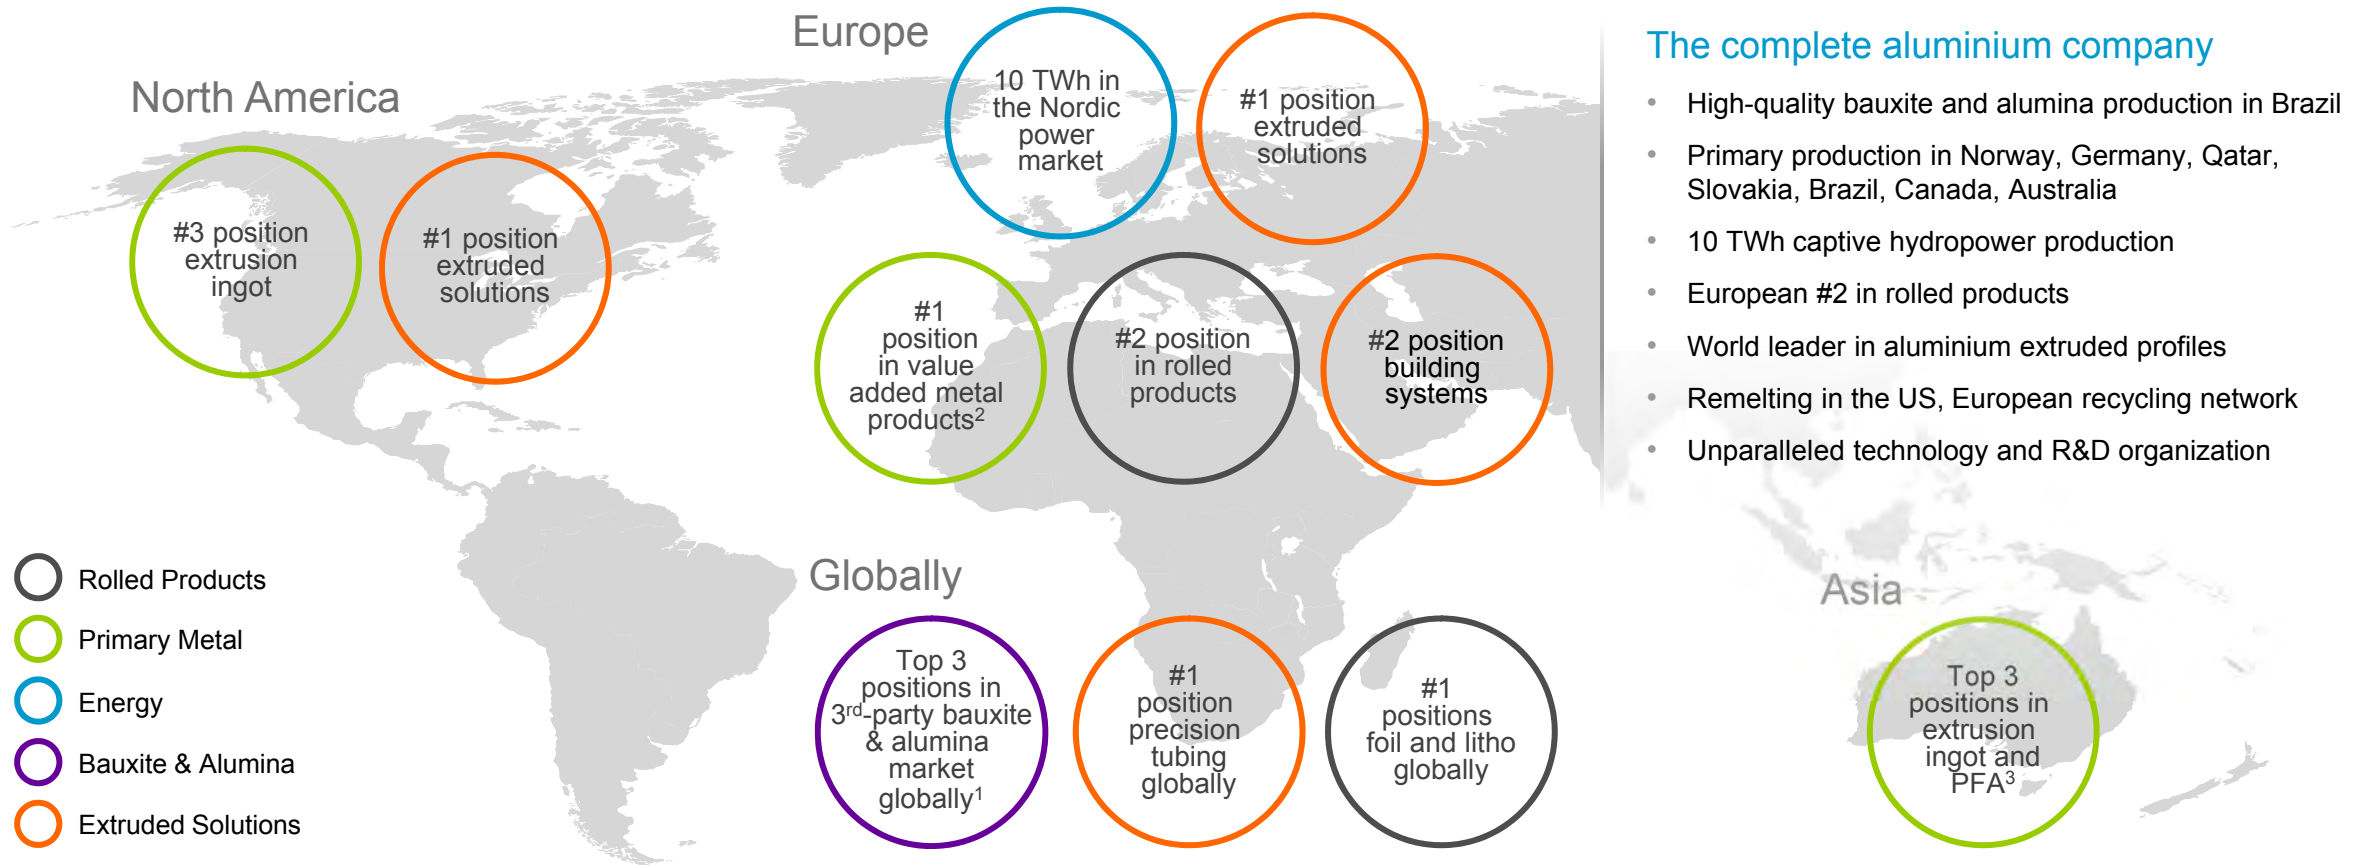 North America
#3 position
extrusion
ingot
#1 position
extruded
solutions
Europe
10 TWh in
the Nordic
power
market
#1 position
extruded
solutions
#1
position
in value
added metal
products2
#2 position
in rolled
products
#2 position
building
systems
Globally
Top 3
positions in
3rd-party bauxite
& alumina
market
globally1
#1
position
precision
tubing
globally
#1
positions
foil and litho
globally
Asia
Top 3
positions in
extrusion
ingot and
PFA3
Rolled Products
Primary Metal
Energy
Bauxite & Alumina
Extruded Solutions
The complete aluminium company
• High-quality bauxite and alumina production in Brazil
• Primary production in Norway, Germany, Qatar,
Slovakia, Brazil, Canada, Australia
• 10 TWh captive hydropower production
• European #2 in rolled products
• World leader in aluminium extruded profiles
• Remelting in the US, European recycling network
• Unparalleled technology and R&D organization